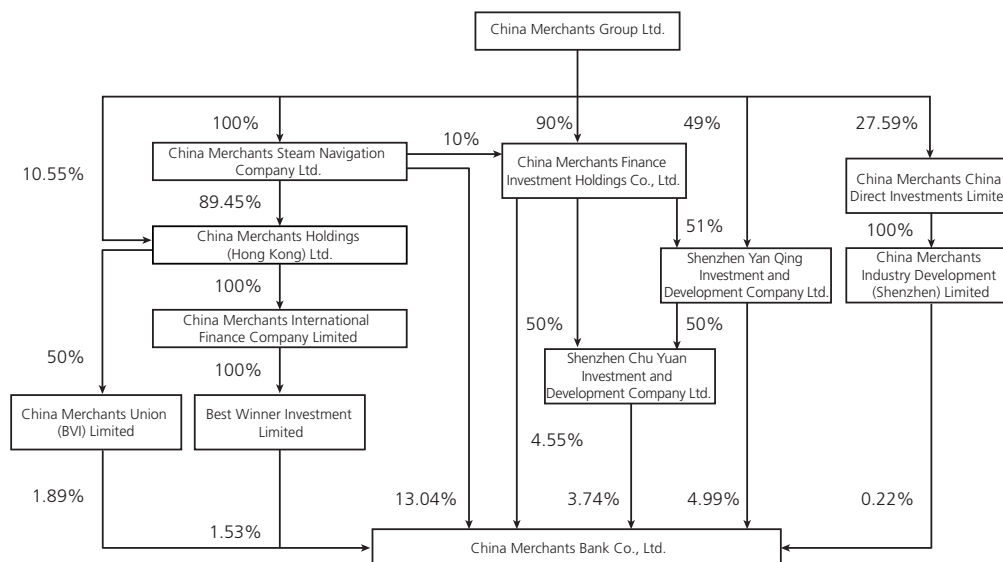 China Merchants Group Ltd.
100%
10%
90%
49%
27.59%
China Merchants Steam Navigation
Company Ltd.
China Merchants Finance
Investment Holdings Co., Ltd.
China Merchants China
Direct Investments Limite
10.55%
89.45%
51%
100%
China Merchants Holdings
(Hong Kong) Ltd.
Shenzhen Yan Qing
Investment and
Development Company Ltd.
China Merchants
Industry Development
(Shenzhen) Limited
100%
China Merchants International
Finance Company Limited
50%
50%
50%
100%
Shenzhen Chu Yuan
Investment and
Development Company Ltd.
China Merchants Union
(BVI) Limited
Best Winner Investment
Limited
4.55%
1.89%
1.53%
13.04%
3.74%
4.99%
0.22%
China Merchants Bank Co., Ltd.